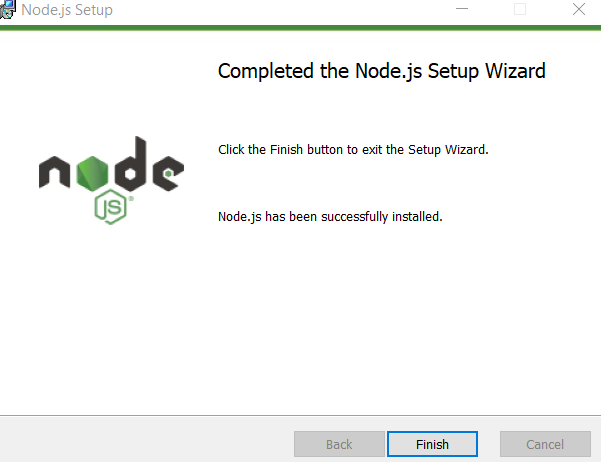 Node.js Setup
Completed the Node.js Setup Wizard
Click the Finish button to exit the Setup Wizard.
node
JS
®
Node.js has been successfully installed.
Back Finish Cancel